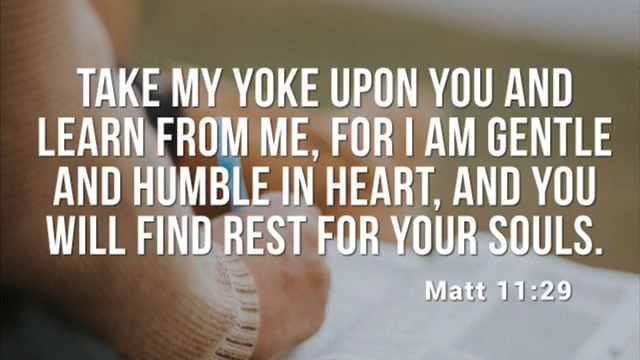 TAKE MY YOKE UPON YOU AND
LEARN FROM ME, FOR I AM GENTLE
AND HUMBLE IN HEART, AND YOU
WILL FIND REST FOR YOUR SOULS.
Matt 11:29